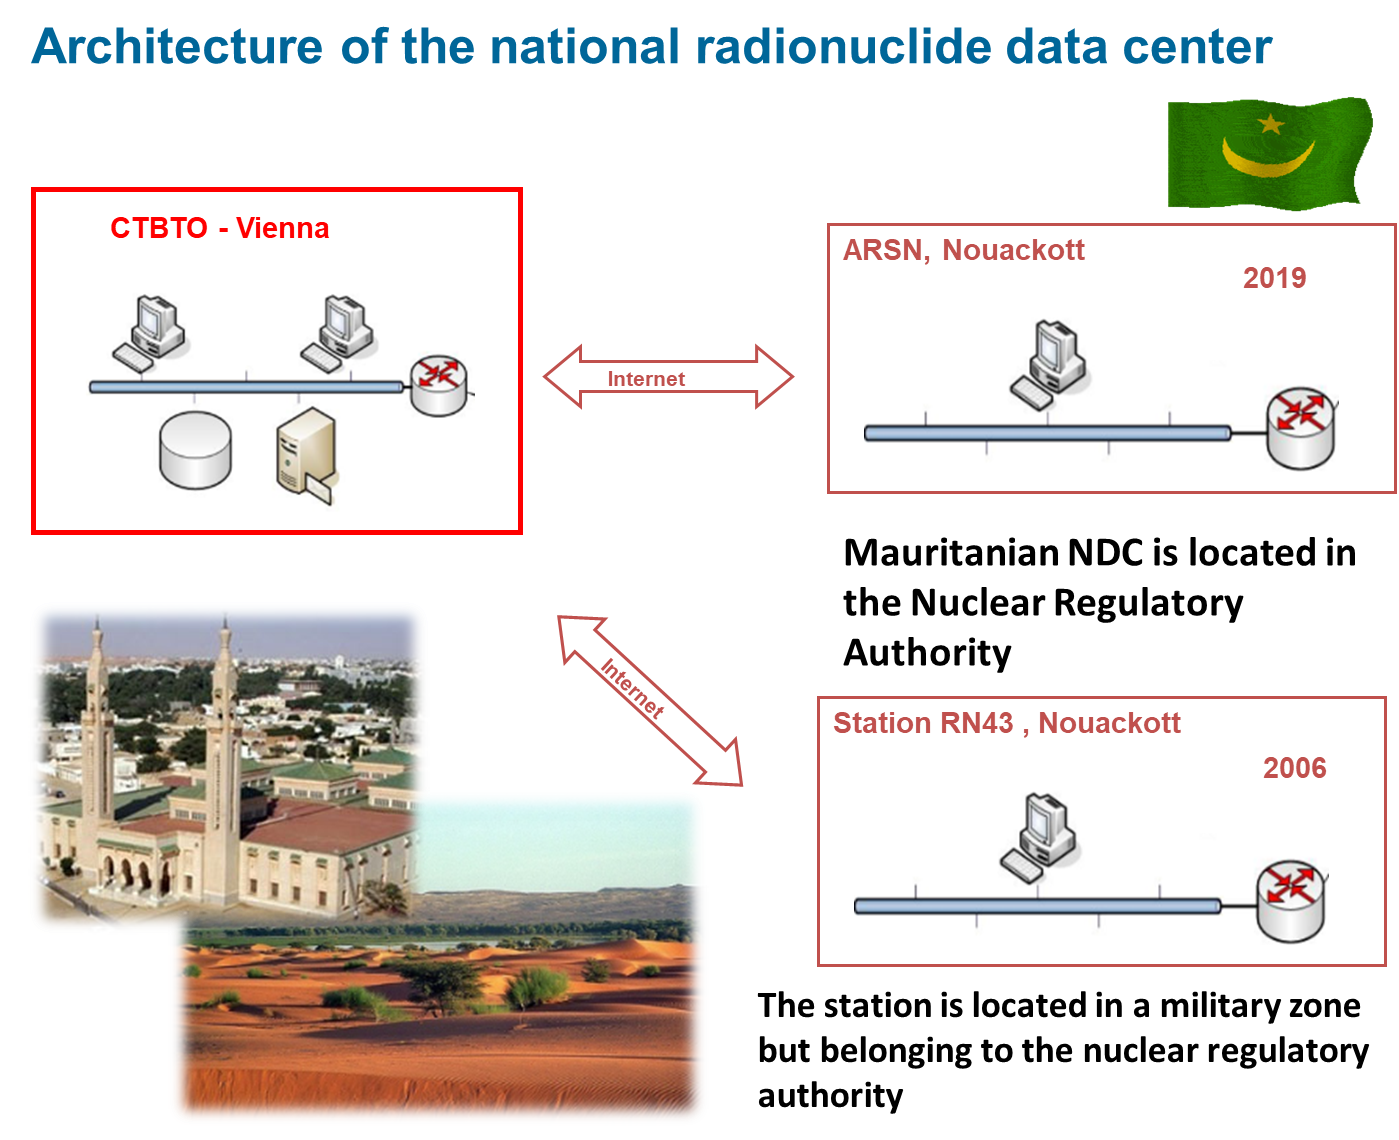 Architecture of the national radionuclide data center
CTBTO - Vienna
ARSN, Nouackott
2019
Internet
Mauritanian NDC is located in
the Nuclear Regulatory
Authority
Internet
Station RN43 , Nouackott
2006
The station is located in a military zone
but belonging to the nuclear regulatory
authority